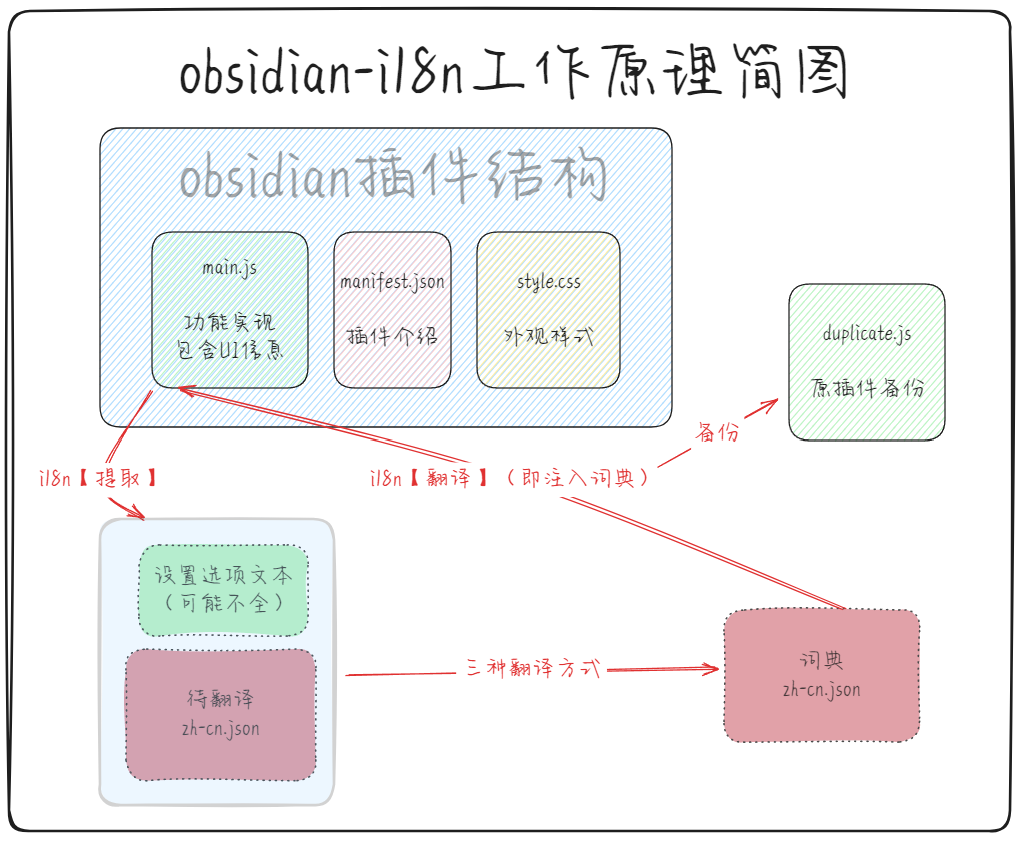 obsidian-i18n工作原理简图
obsidian插件结构
main.js
功能实现
包含UI信息
manifest.json
插件介绍
style.css
外观样式
duplicate.js
原插件备份
备份
i18n【提取】
i18n【翻译】（即注入词典）
设置选项文本
（可能不全）
待翻译
zh-cn.json
三种翻译方式
词典
zh-cn.json